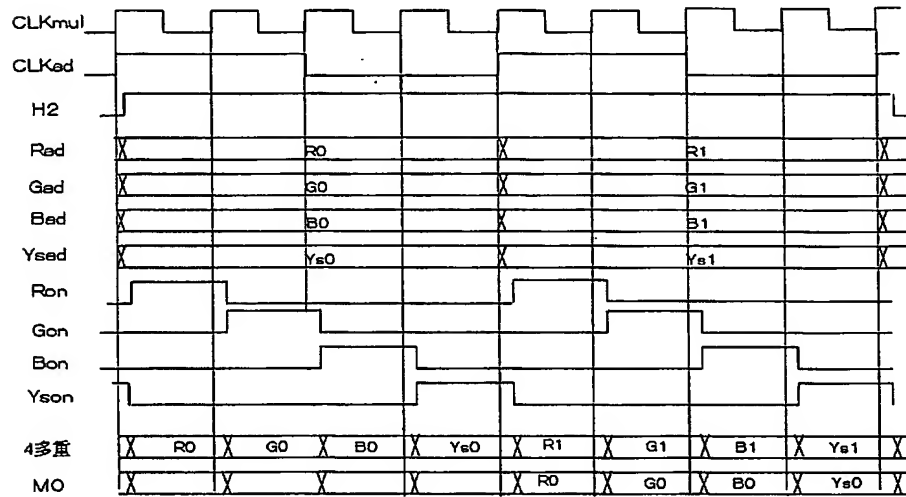 CLKmul
CLKad
H2
Rad R0 R1
Gad G0 G1
Bad B0 B1
Ysad Ys0 Ys1
Ron
Gon
Bon
Yson
4多重 R0 G0 B0 Ys0 R1 G1 B1 Ys1
MO R0 G0 B0 Ys0